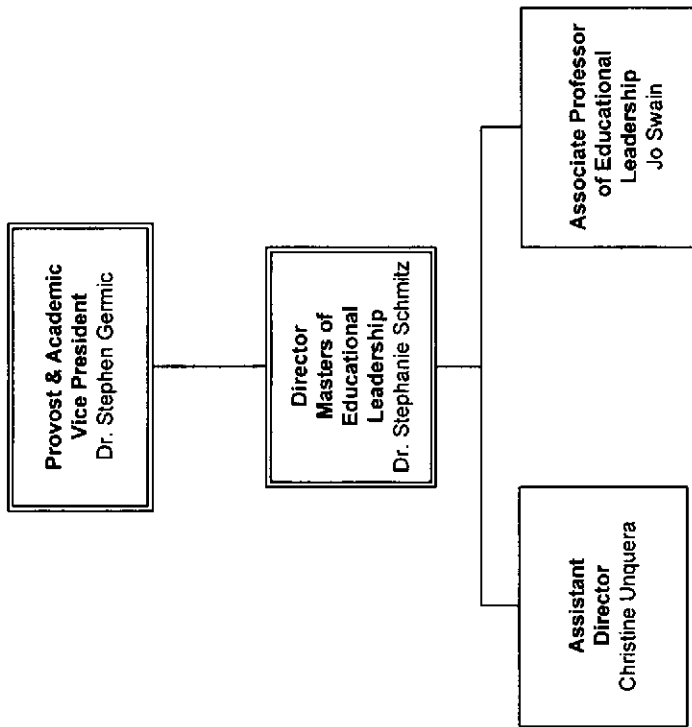 Provost & Academic
Vice President
Dr. Stephen Germic
Director
Masters of
Educational
Leadership
Dr. Stephanie Schmitz
Assistant
Director
Christine Unquera
Associate Professor
of Educational
Leadership
Jo Swain